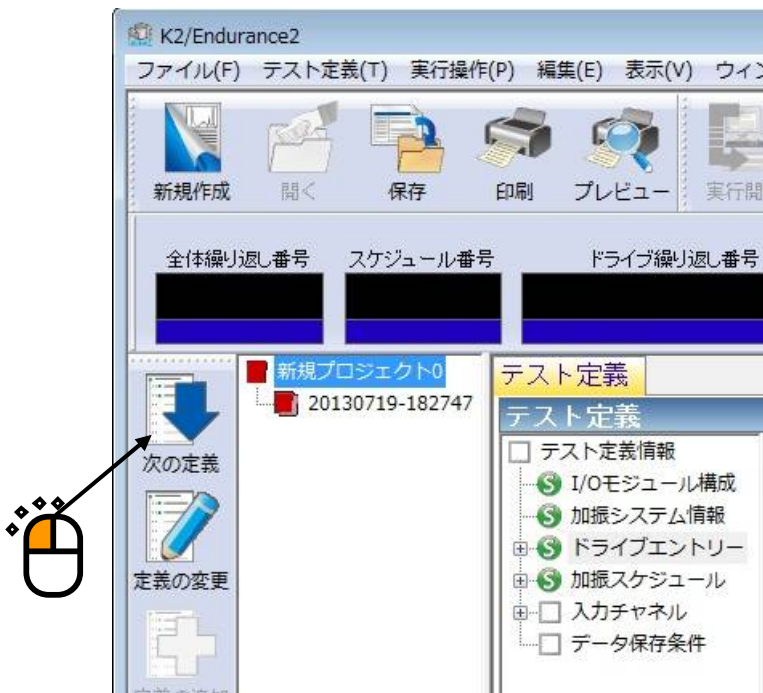 K2/Endurance2
ファイル(F) テスト定義(T) 実行操作(P) 編集(E) 表示(V) ウィン
新規作成 開く 保存 印刷 プレビュー 実行開
全体繰り返し番号 スケジュール番号 ドライブ繰り返し番号
次の定義
定義の変更
新規プロジェクト0
20130719-182747
テスト定義
テスト定義
テスト定義情報
I/Oモジュール構成
加振システム情報
ドライブエントリー
加振スケジュール
入力チャネル
データ保存条件